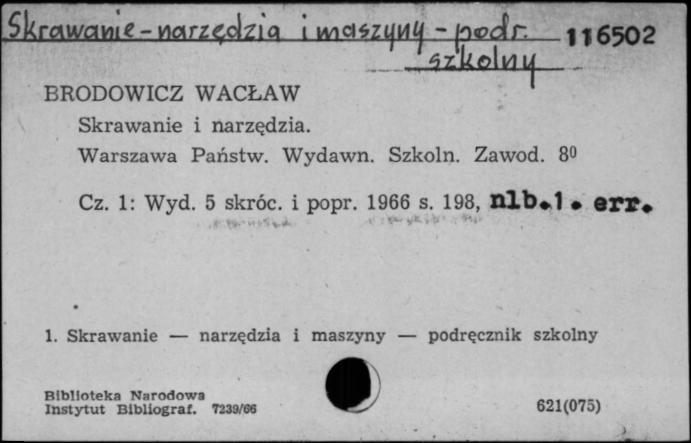 Skrawanie - narzędzia i maszyny - podr. 116502
szkolny
BRODOWICZ WACŁAW
Skrawanie i narzędzia.
Warszawa Państw. Wydawn. Szkoln. Zawod. 8º
Cz. 1: Wyd. 5 skróc. i popr. 1966 s. 198, nlb.1. err.
1. Skrawanie — narzędzia i maszyny — podręcznik szkolny
Biblioteka Narodowa
Instytut Bibliograf. 7239/66
621(075)